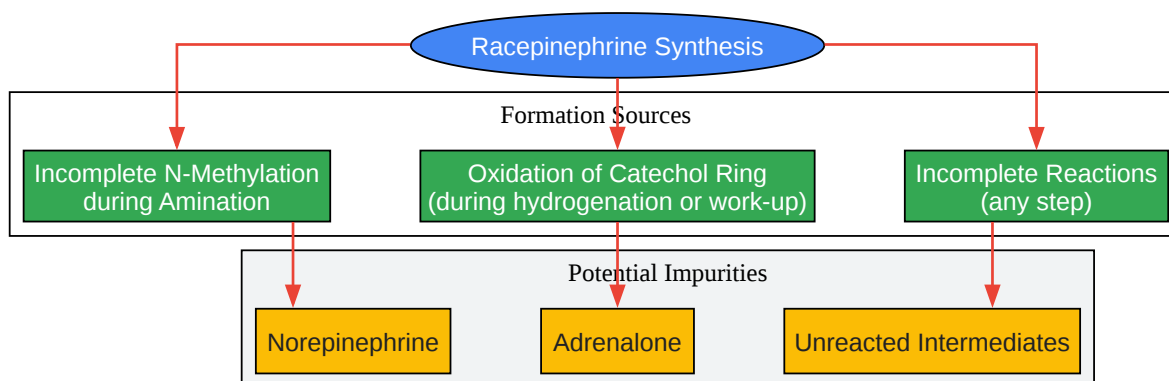 Racepinephrine Synthesis
Formation Sources
Incomplete N-Methylation
during Amination
Oxidation of Catechol Ring
(during hydrogenation or work-up)
Incomplete Reactions
(any step)
Potential Impurities
Norepinephrine
Adrenalone
Unreacted Intermediates